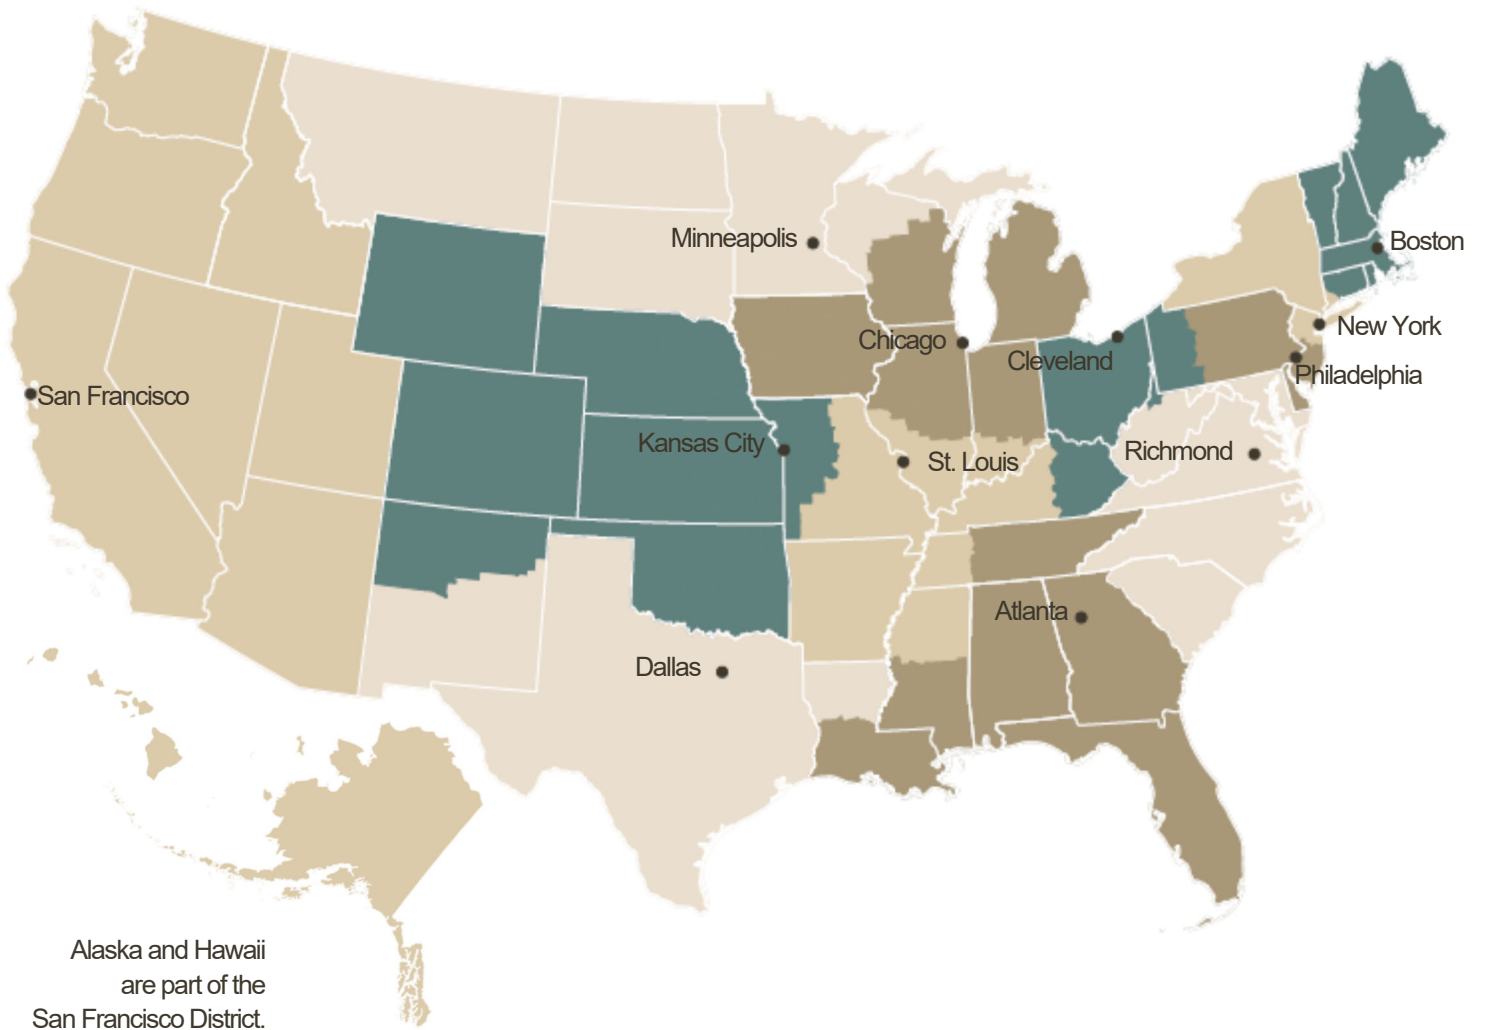 Minneapolis
Boston
New York
Chicago
Cleveland
Philadelphia
San Francisco
Kansas City
Richmond
St. Louis
Atlanta
Dallas
Alaska and Hawaii
are part of the
San Francisco District.